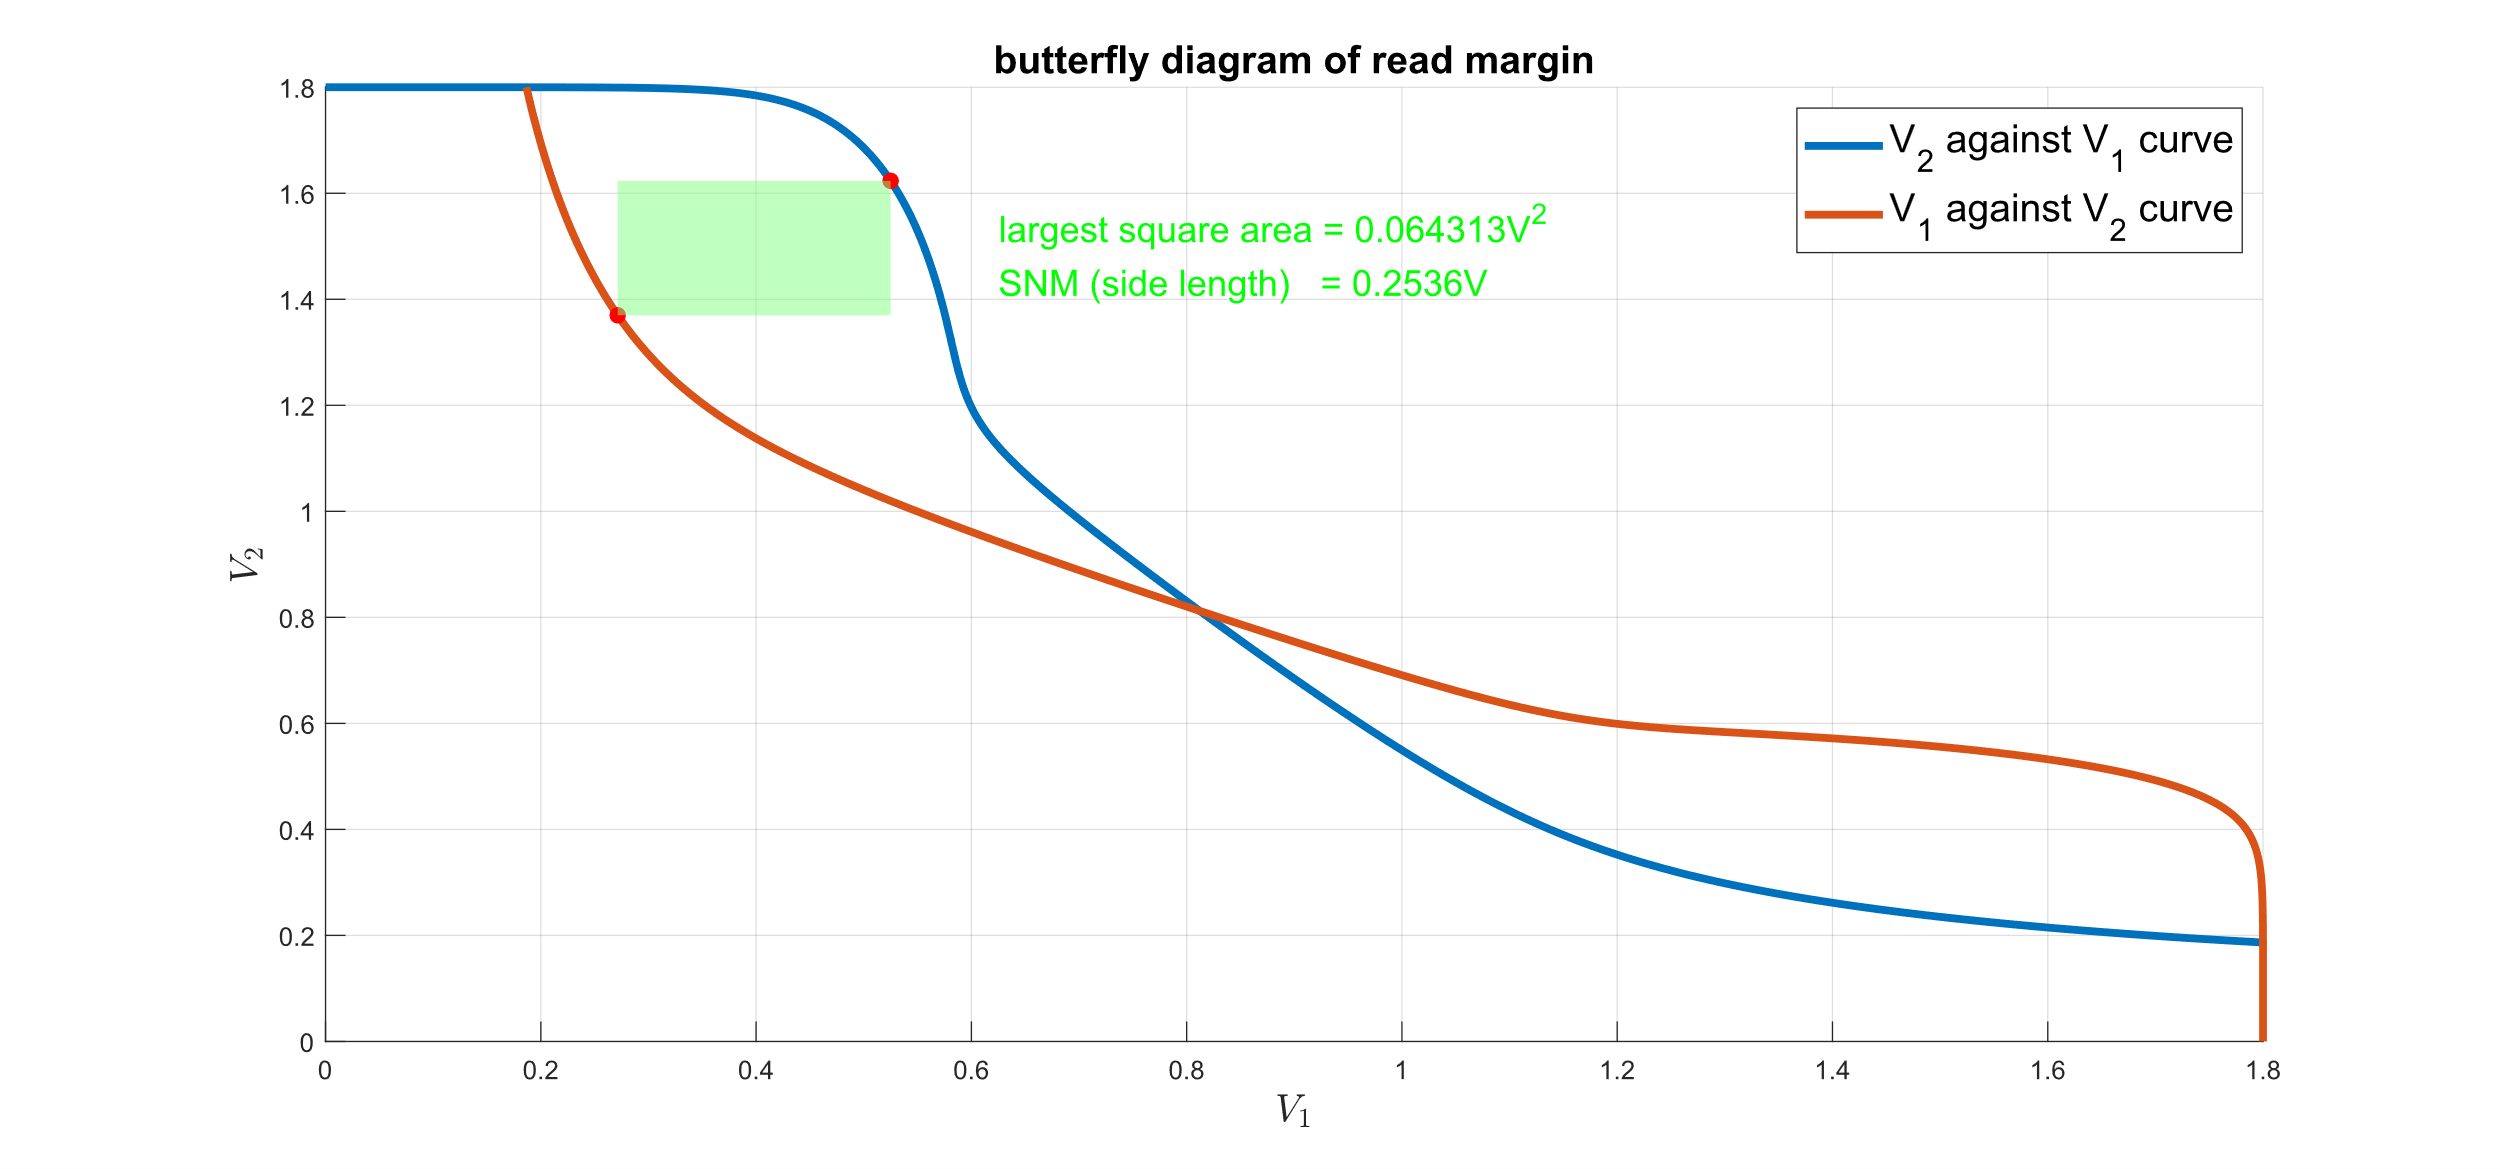 butterfly diagram of read margin
V₂ against V₁ curve
V₁ against V₂ curve
largest square area = 0.064313V²
SNM (side length) = 0.2536V
1.8
1.6
1.4
1.2
1
0.8
0.6
0.4
0.2
0
V₂
0 0.2 0.4 0.6 0.8 1 1.2 1.4 1.6 1.8
V₁